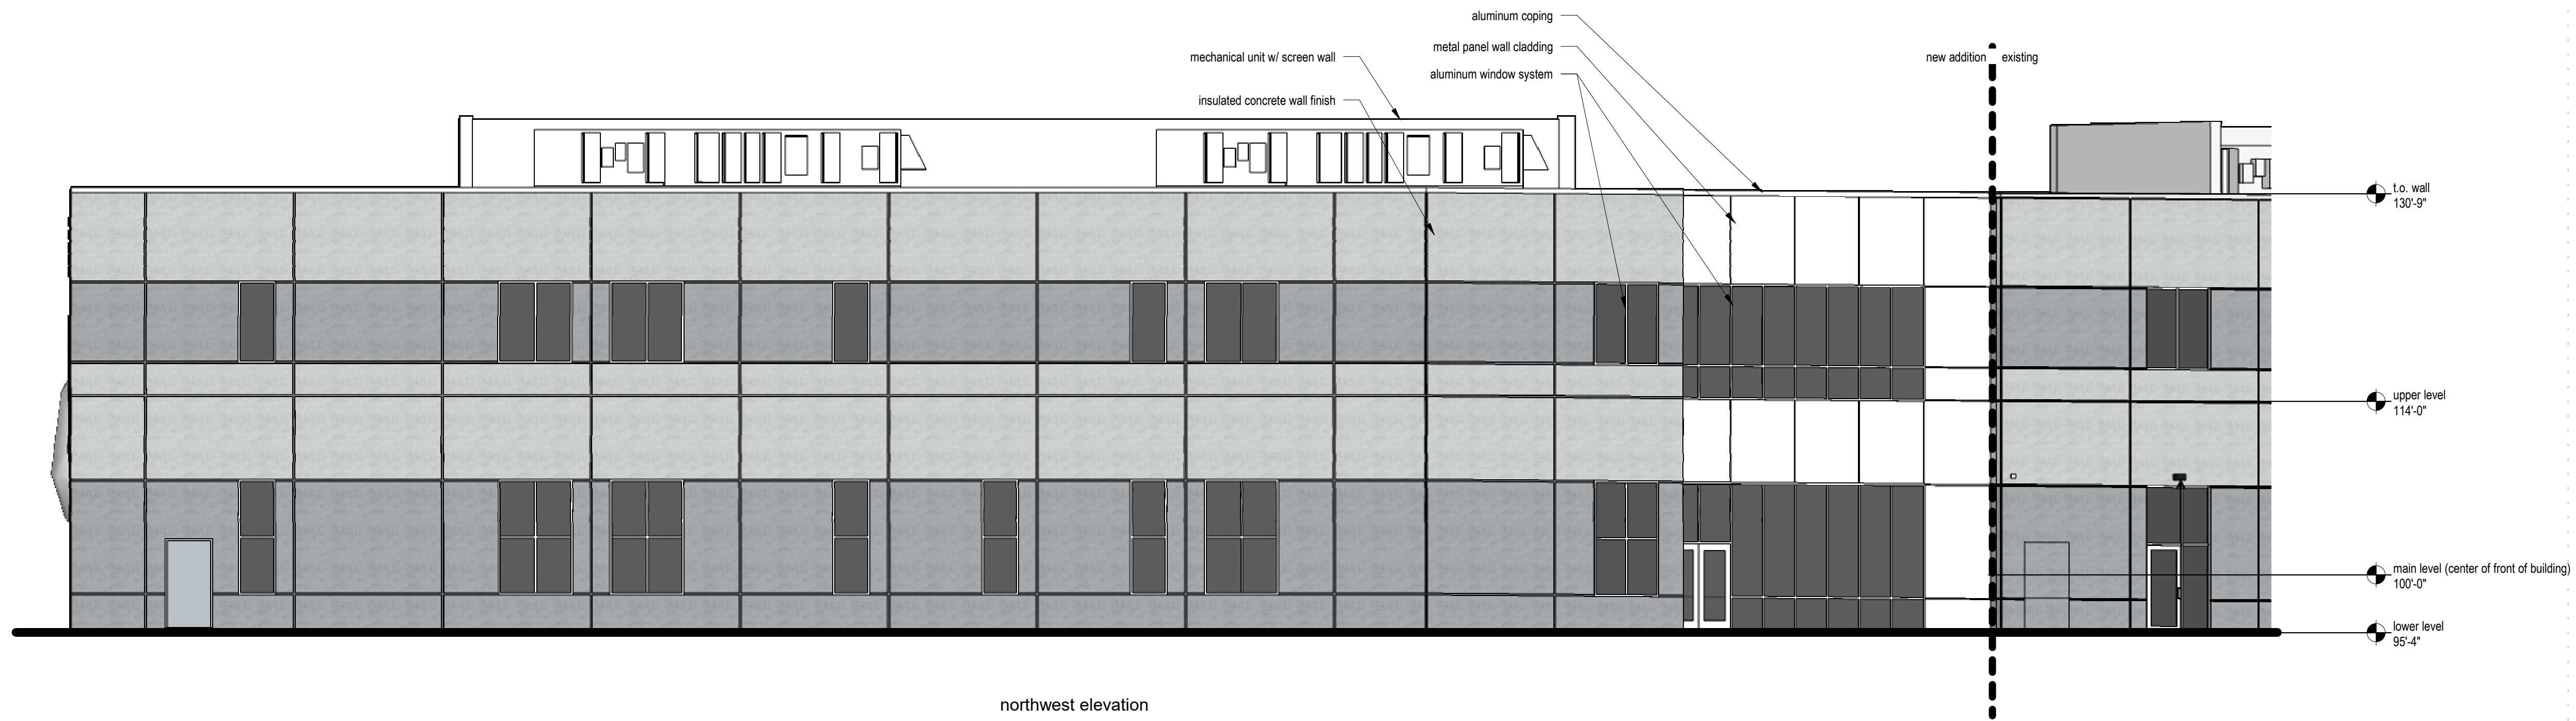 aluminum coping
metal panel wall cladding
aluminum window system
mechanical unit w/ screen wall
insulated concrete wall finish
new addition
existing
t.o. wall
130'-9"
upper level
114'-0"
main level (center of front of building)
100'-0"
lower level
95'-4"
northwest elevation